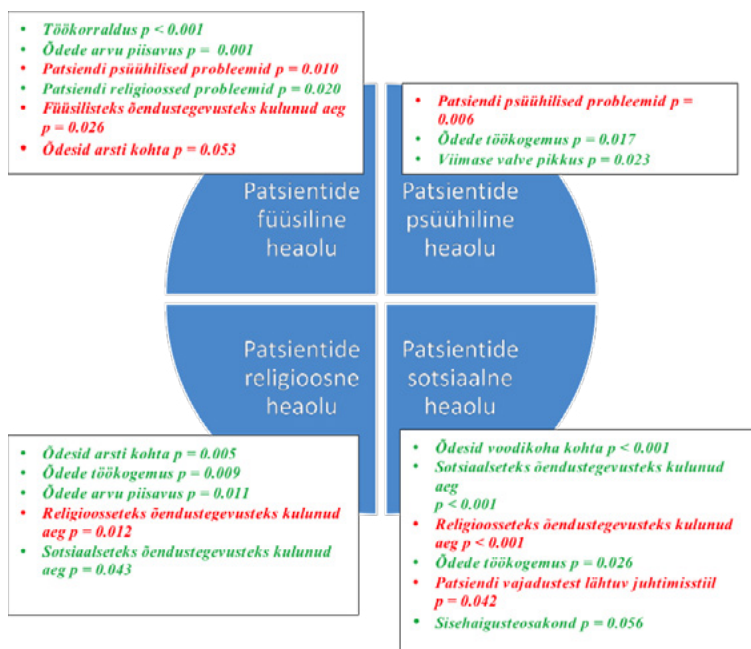 Töökorraldus p < 0.001
Õdede arvu piisavus p = 0.001
Patsiendi psüühilised probleemid p = 0.010
Patsiendi religioossed probleemid p = 0.020
Füüsilisteks õendustegevusteks kulunud aeg
p = 0.026
Õdesid arsti kohta p = 0.053
Patsiendi psüühilised probleemid p =
0.006
Õdede töökogemus p = 0.017
Viimase valve pikkus p = 0.023
Patsientide
füüsiline
heaolu
Patsientide
psüühiline
heaolu
Patsientide
religioosne
heaolu
Patsientide
sotsiaalne
heaolu
Õdesid arsti kohta p = 0.005
Õdede töökogemus p = 0.009
Õdede arvu piisavus p = 0.011
Religioosseteks õendustegevusteks kulunud
aeg p = 0.012
Sotsiaalseteks õendustegevusteks kulunud
aeg p = 0.043
Õdesid voodikoha kohta p < 0.001
Sotsiaalseteks õendustegevusteks kulunud
aeg
p < 0.001
Religioosseteks õendustegevusteks kulunud
aeg p < 0.001
Õdede töökogemus p = 0.026
Patsiendi vajadustest lähtuv juhtimisstiil
p = 0.042
Sisehaigusteosakond p = 0.056